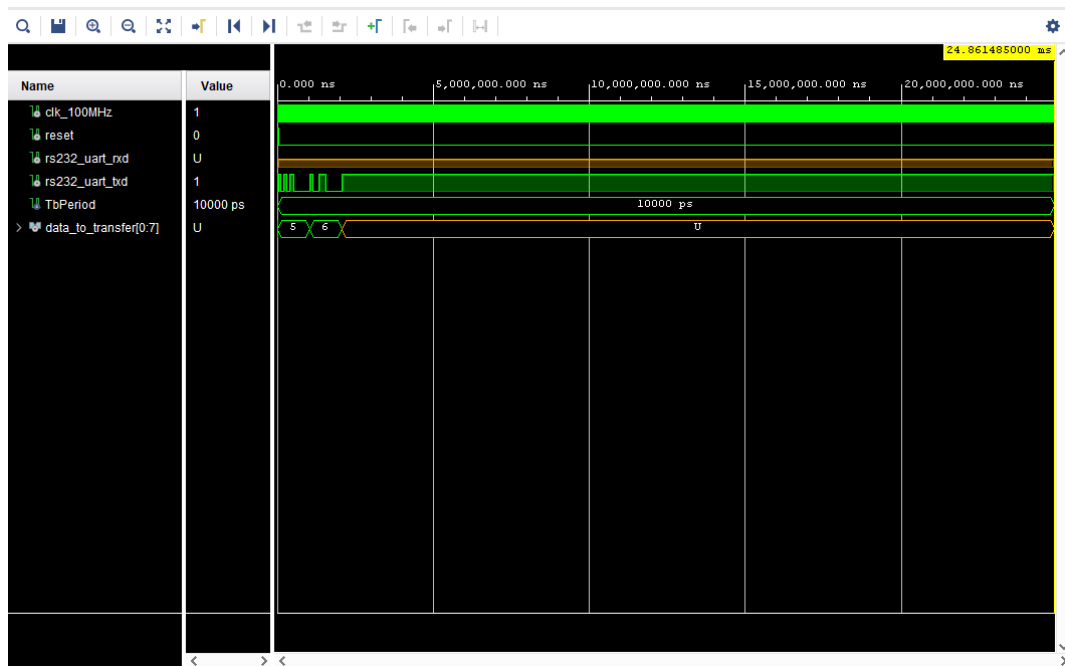 24.861485000 ms
Name Value 0.000 ns 5,000,000.000 ns 10,000,000.000 ns 15,000,000.000 ns 20,000,000.000 ns
clk_100MHz 1
reset 0
rs232_uart_rxd U
rs232_uart_txd 1
TbPeriod 10000 ps 10000 ps
data_to_transfer[0:7] U 5 6 U